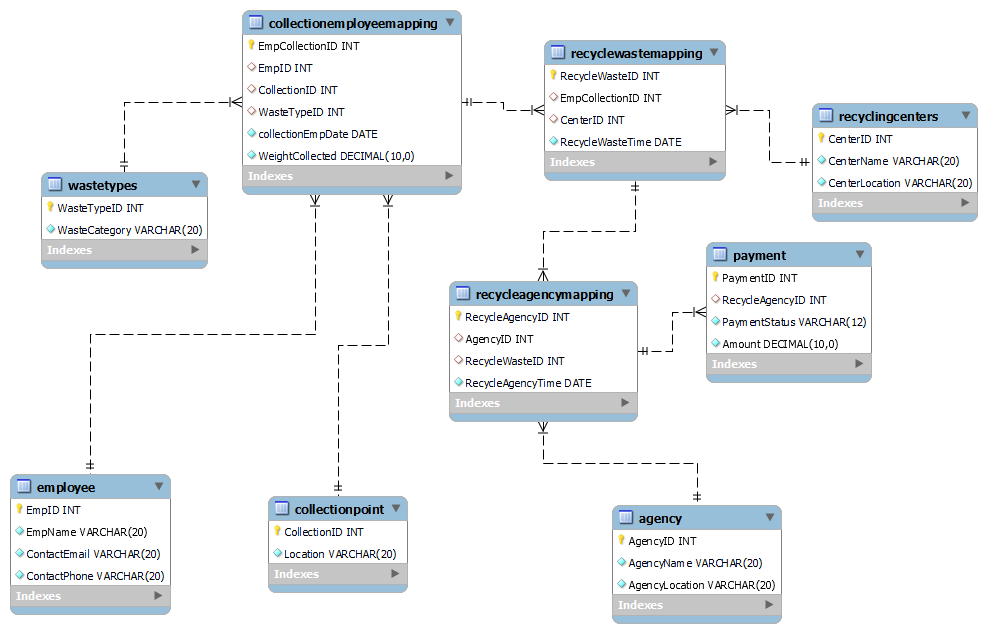 collectionemployeemapping
EmpCollectionID INT
EmpID INT
CollectionID INT
WasteTypeID INT
collectionEmpDate DATE
WeightCollected DECIMAL(10,0)
Indexes
recyclewastemapping
RecycleWasteID INT
EmpCollectionID INT
CenterID INT
RecycleWasteTime DATE
Indexes
recyclingcenters
CenterID INT
CenterName VARCHAR(20)
CenterLocation VARCHAR(20)
Indexes
wastetypes
WasteTypeID INT
WasteCategory VARCHAR(20)
Indexes
payment
PaymentID INT
RecycleAgencyID INT
PaymentStatus VARCHAR(12)
Amount DECIMAL(10,0)
Indexes
recycleagencymapping
RecycleAgencyID INT
AgencyID INT
RecycleWasteID INT
RecycleAgencyTime DATE
Indexes
employee
EmpID INT
EmpName VARCHAR(20)
ContactEmail VARCHAR(20)
ContactPhone VARCHAR(20)
Indexes
collectionpoint
CollectionID INT
Location VARCHAR(20)
Indexes
agency
AgencyID INT
AgencyName VARCHAR(20)
AgencyLocation VARCHAR(20)
Indexes